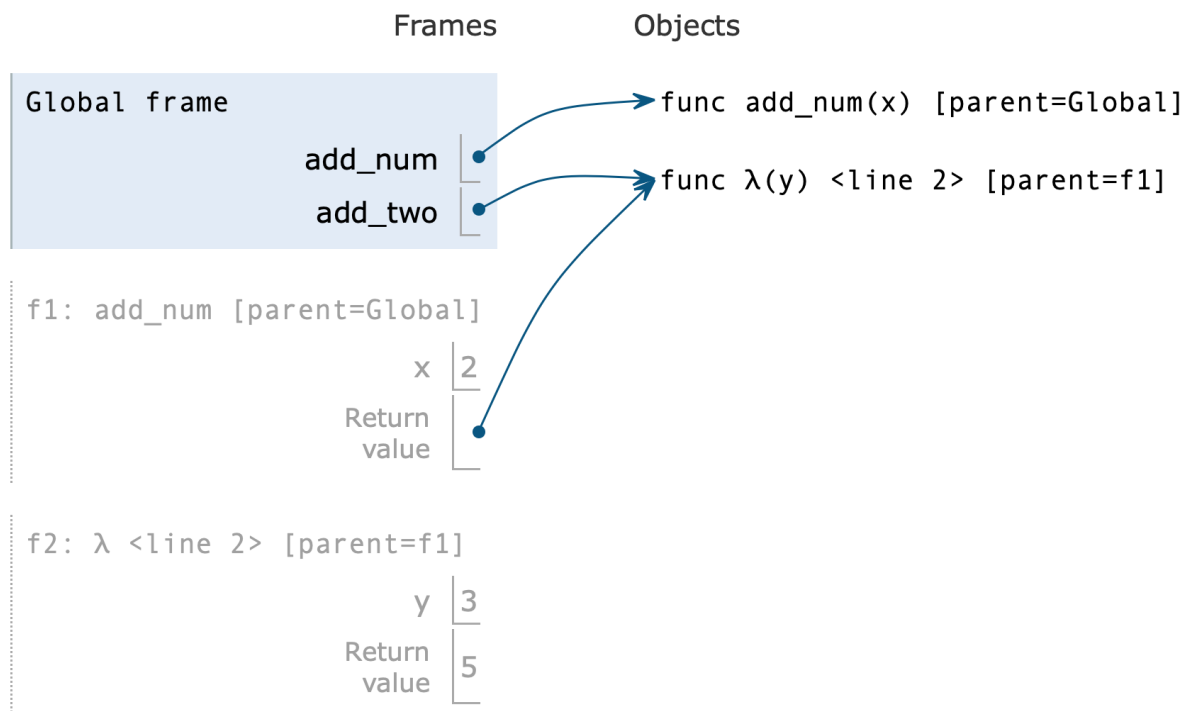 Frames Objects
Global frame
add_num
add_two
func add_num(x) [parent=Global]
func λ(y) <line 2> [parent=f1]
f1: add_num [parent=Global]
x 2
Return
value
f2: λ <line 2> [parent=f1]
y 3
Return
value 5